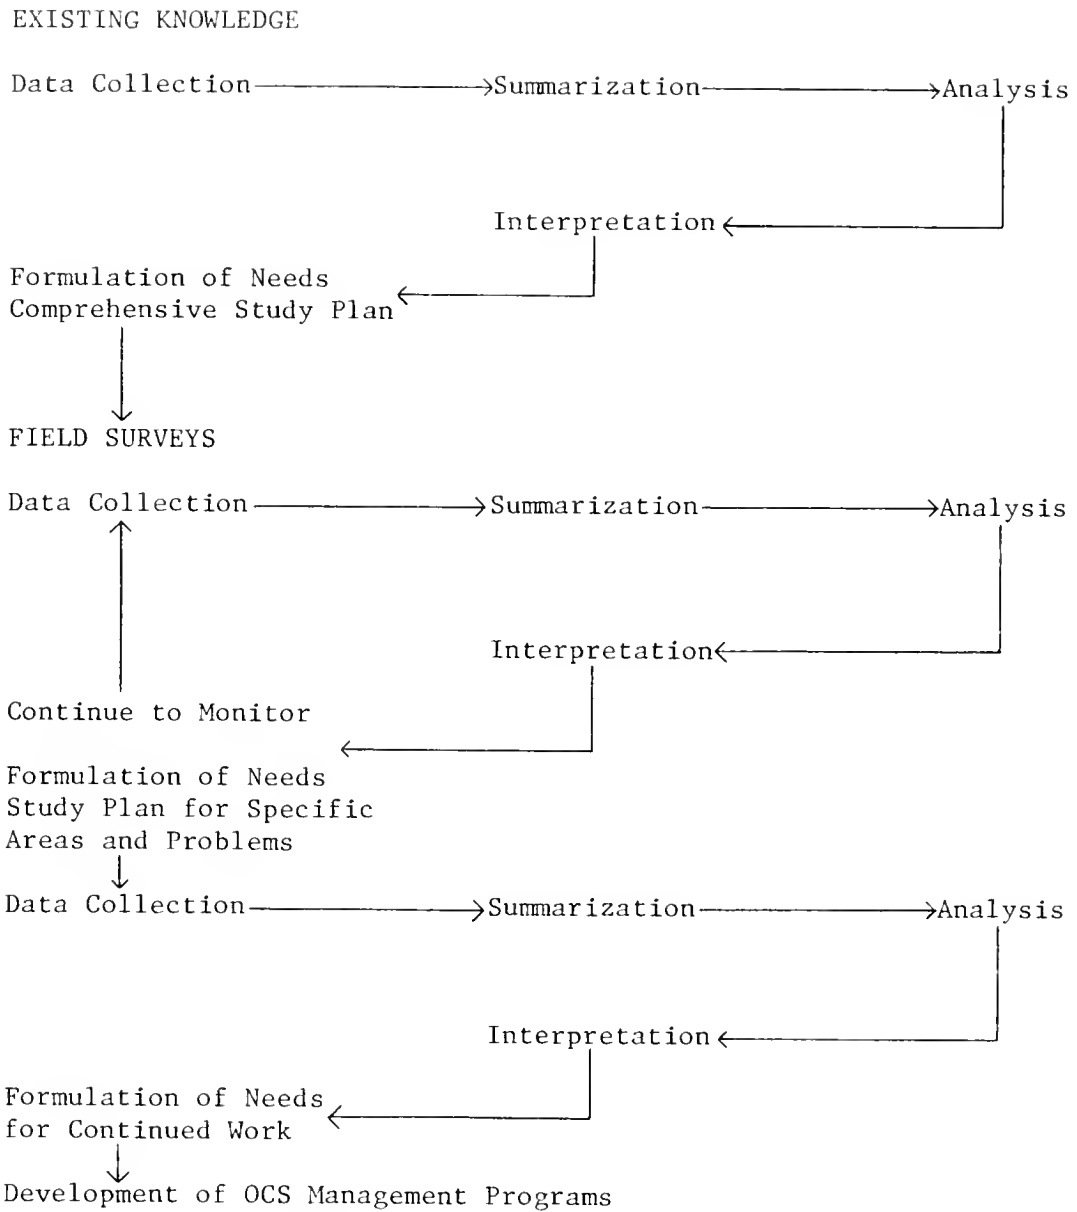 EXISTING KNOWLEDGE
Data Collection Summarization Analysis
Interpretation
Formulation of Needs
Comprehensive Study Plan
FIELD SURVEYS
Data Collection Summarization Analysis
Interpretation
Continue to Monitor
Formulation of Needs
Study Plan for Specific
Areas and Problems
Data Collection Summarization Analysis
Interpretation
Formulation of Needs
for Continued Work
Development of OCS Management Programs